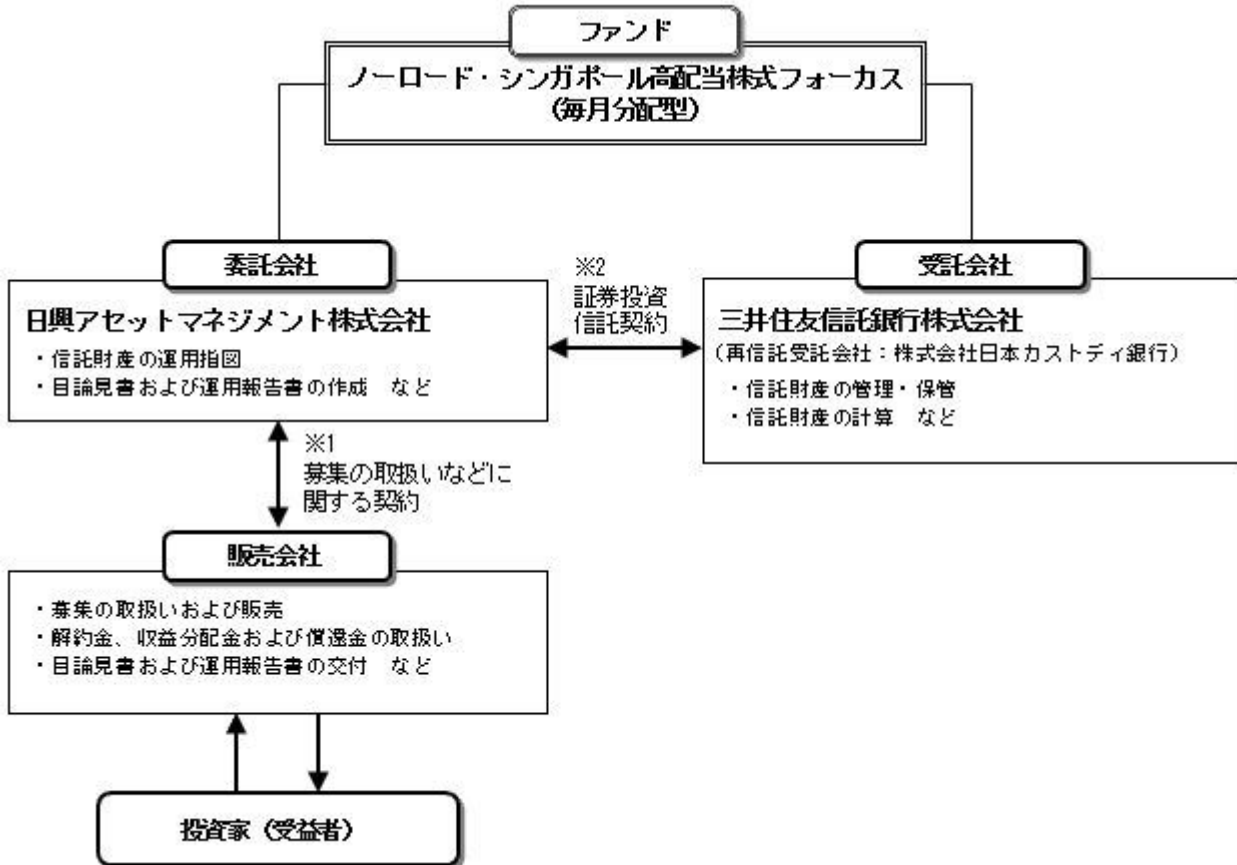 ファンド
ノーロード・シンガポール高配当株式フォーカス
(毎月分配型)
委託会社
日興アセットマネジメント株式会社
・信託財産の運用指図
・目論見書および運用報告書の作成　など
※2
証券投資
信託契約
受託会社
三井住友信託銀行株式会社
(再信託受託会社：株式会社日本カストディ銀行)
・信託財産の管理・保管
・信託財産の計算　など
※1
募集の取扱いなどに
関する契約
販売会社
・募集の取扱いおよび販売
・解約金、収益分配金および償還金の取扱い
・目論見書および運用報告書の交付　など
投資家（受益者）